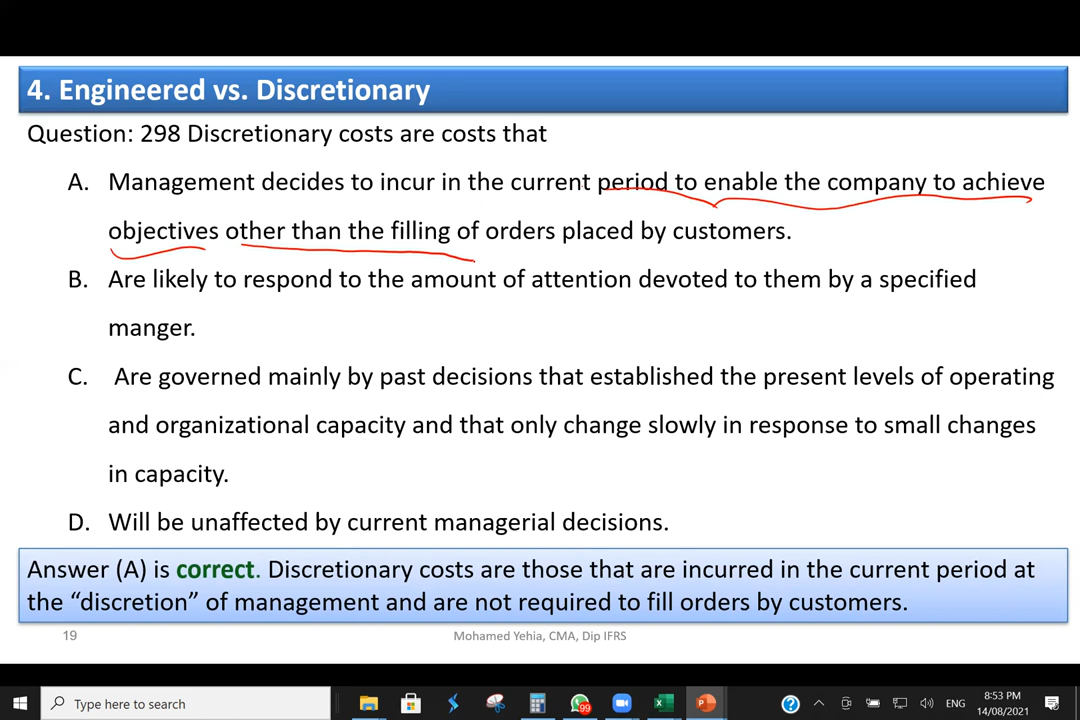 4. Engineered vs. Discretionary
Question: 298 Discretionary costs are costs that
A. Management decides to incur in the current period to enable the company to achieve
objectives other than the filling of orders placed by customers.
B. Are likely to respond to the amount of attention devoted to them by a specified
manger.
C. Are governed mainly by past decisions that established the present levels of operating
and organizational capacity and that only change slowly in response to small changes
in capacity.
D. Will be unaffected by current managerial decisions.
Answer (A) is correct. Discretionary costs are those that are incurred in the current period at
the “discretion” of management and are not required to fill orders by customers.
19
Mohamed Yehia, CMA, Dip IFRS
Type here to search
99
ENG
8:53 PM
14/08/2021